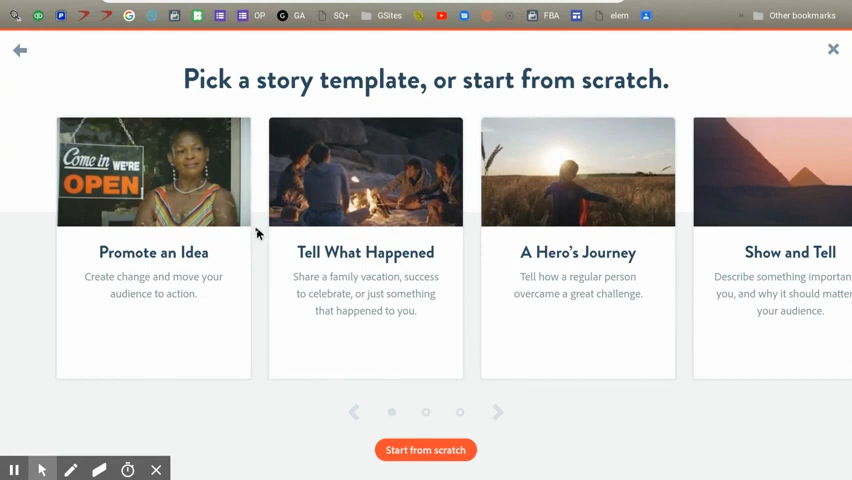 OP
GA
SQ+
GSites
FBA
elem
Other bookmarks
Pick a story template, or start from scratch.
Come in WE'RE
OPEN
Promote an Idea
Create change and move your
audience to action.
Tell What Happened
Share a family vacation, success
to celebrate, or just something
that happened to you.
A Hero's Journey
Tell how a regular person
overcame a great challenge.
Show and Tell
Describe something importan
you, and why it should matte
your audience.
Start from scratch